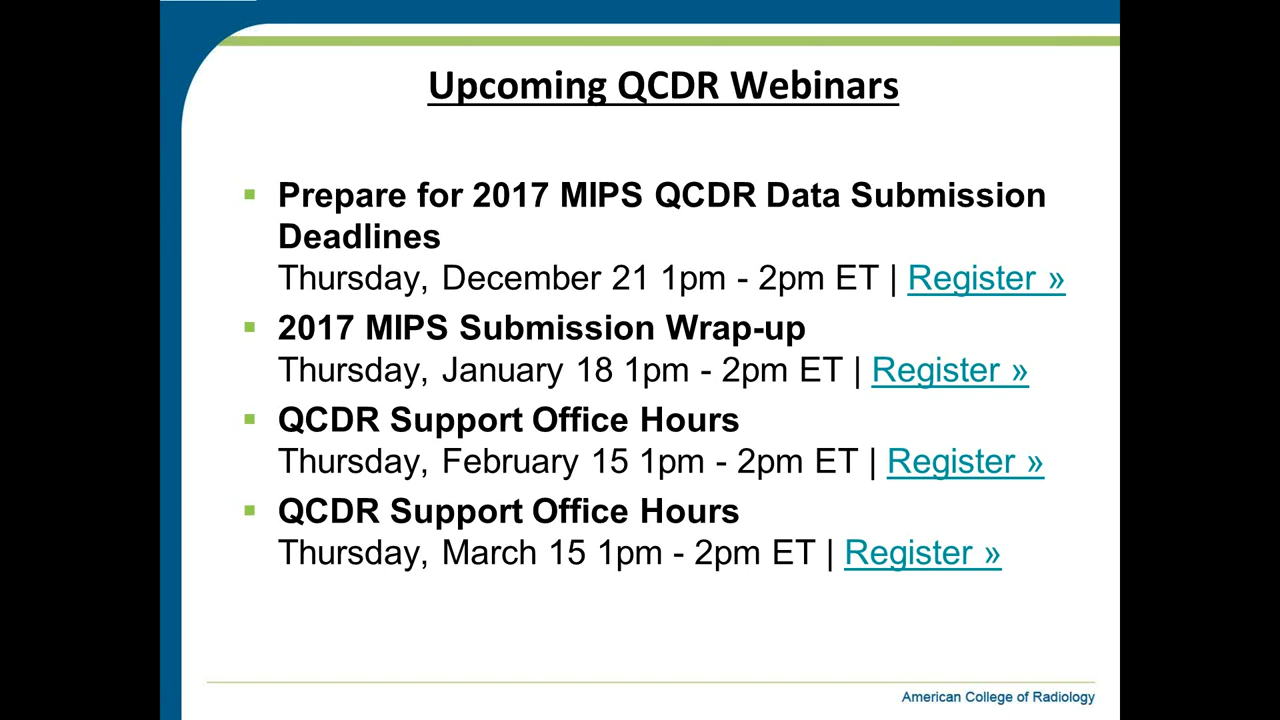 Upcoming QCDR Webinars
Prepare for 2017 MIPS QCDR Data Submission
Deadlines
Thursday, December 21 1pm - 2pm ET | Register »
2017 MIPS Submission Wrap-up
Thursday, January 18 1pm - 2pm ET | Register »
QCDR Support Office Hours
Thursday, February 15 1pm - 2pm ET | Register »
QCDR Support Office Hours
Thursday, March 15 1pm - 2pm ET | Register »
American College of Radiology